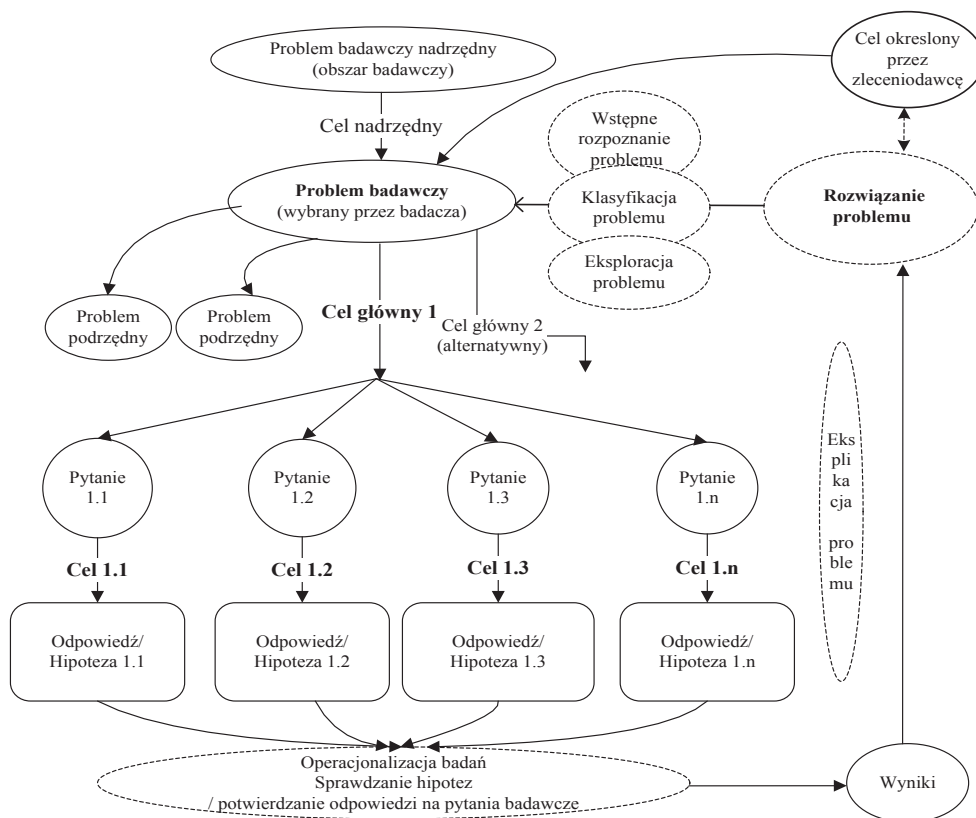 Problem badawczy nadrzędny
(obszar badawczy)
Cel okreslony
przez
zleceniodawcę
Cel nadrzędny
Wstępne
rozpoznanie
problemu
Problem badawczy
(wybrany przez badacza)
Klasyfikacja
problemu
Rozwiązanie
problemu
Eksploracja
problemu
Problem
podrzędny
Problem
podrzędny
Cel główny 1
Cel główny 2
(alternatywny)
Pytanie
1.1
Pytanie
1.2
Pytanie
1.3
Pytanie
1.n
Eks
pli
ka
cja
pro
ble
mu
Cel 1.1
Cel 1.2
Cel 1.3
Cel 1.n
Odpowiedź/
Hipoteza 1.1
Odpowiedź/
Hipoteza 1.2
Odpowiedź/
Hipoteza 1.3
Odpowiedź/
Hipoteza 1.n
Operacjonalizacja badań
Sprawdzanie hipotez
/ potwierdzanie odpowiedzi na pytania badawcze
Wyniki